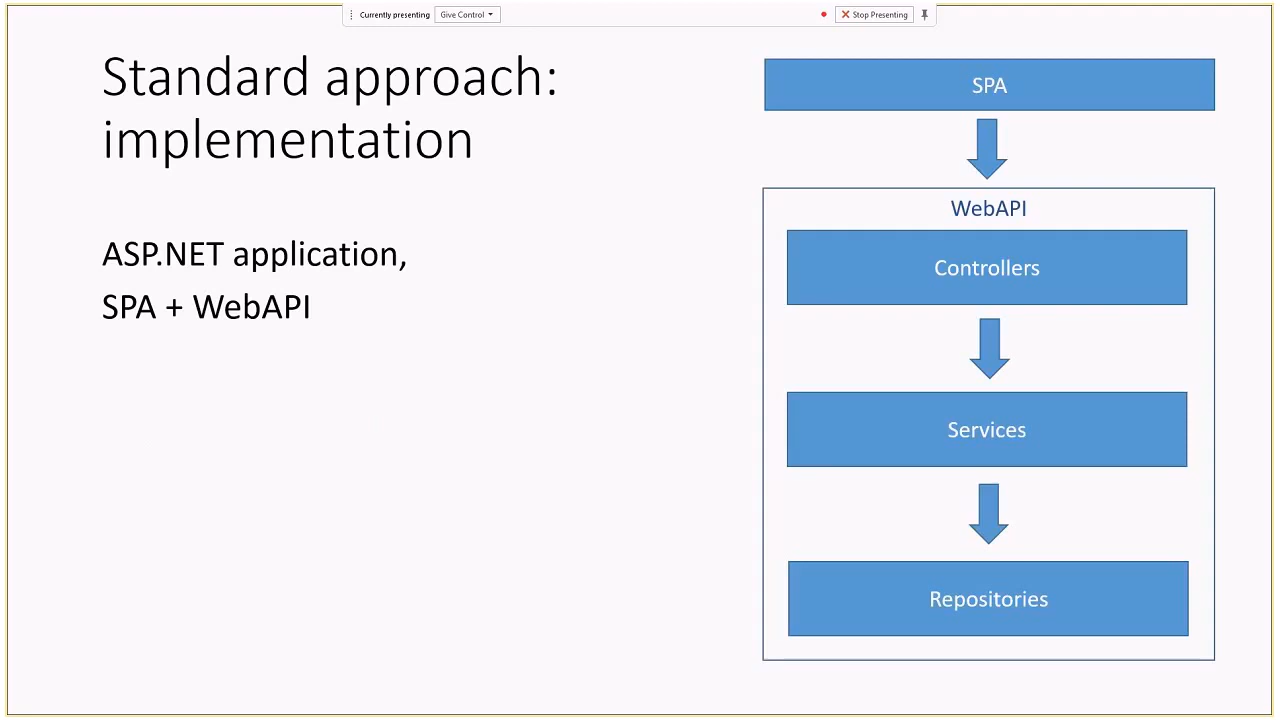 Currently presenting
Give Control
Stop Presenting
Standard approach:
implementation
ASP.NET application,
SPA + WebAPI
SPA
WebAPI
Controllers
Services
Repositories